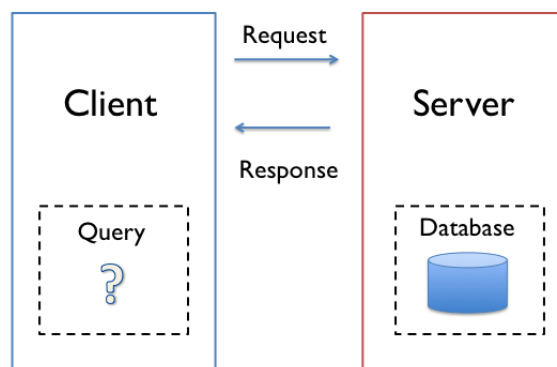 Request
Client
Server
Response
Query
?
Database